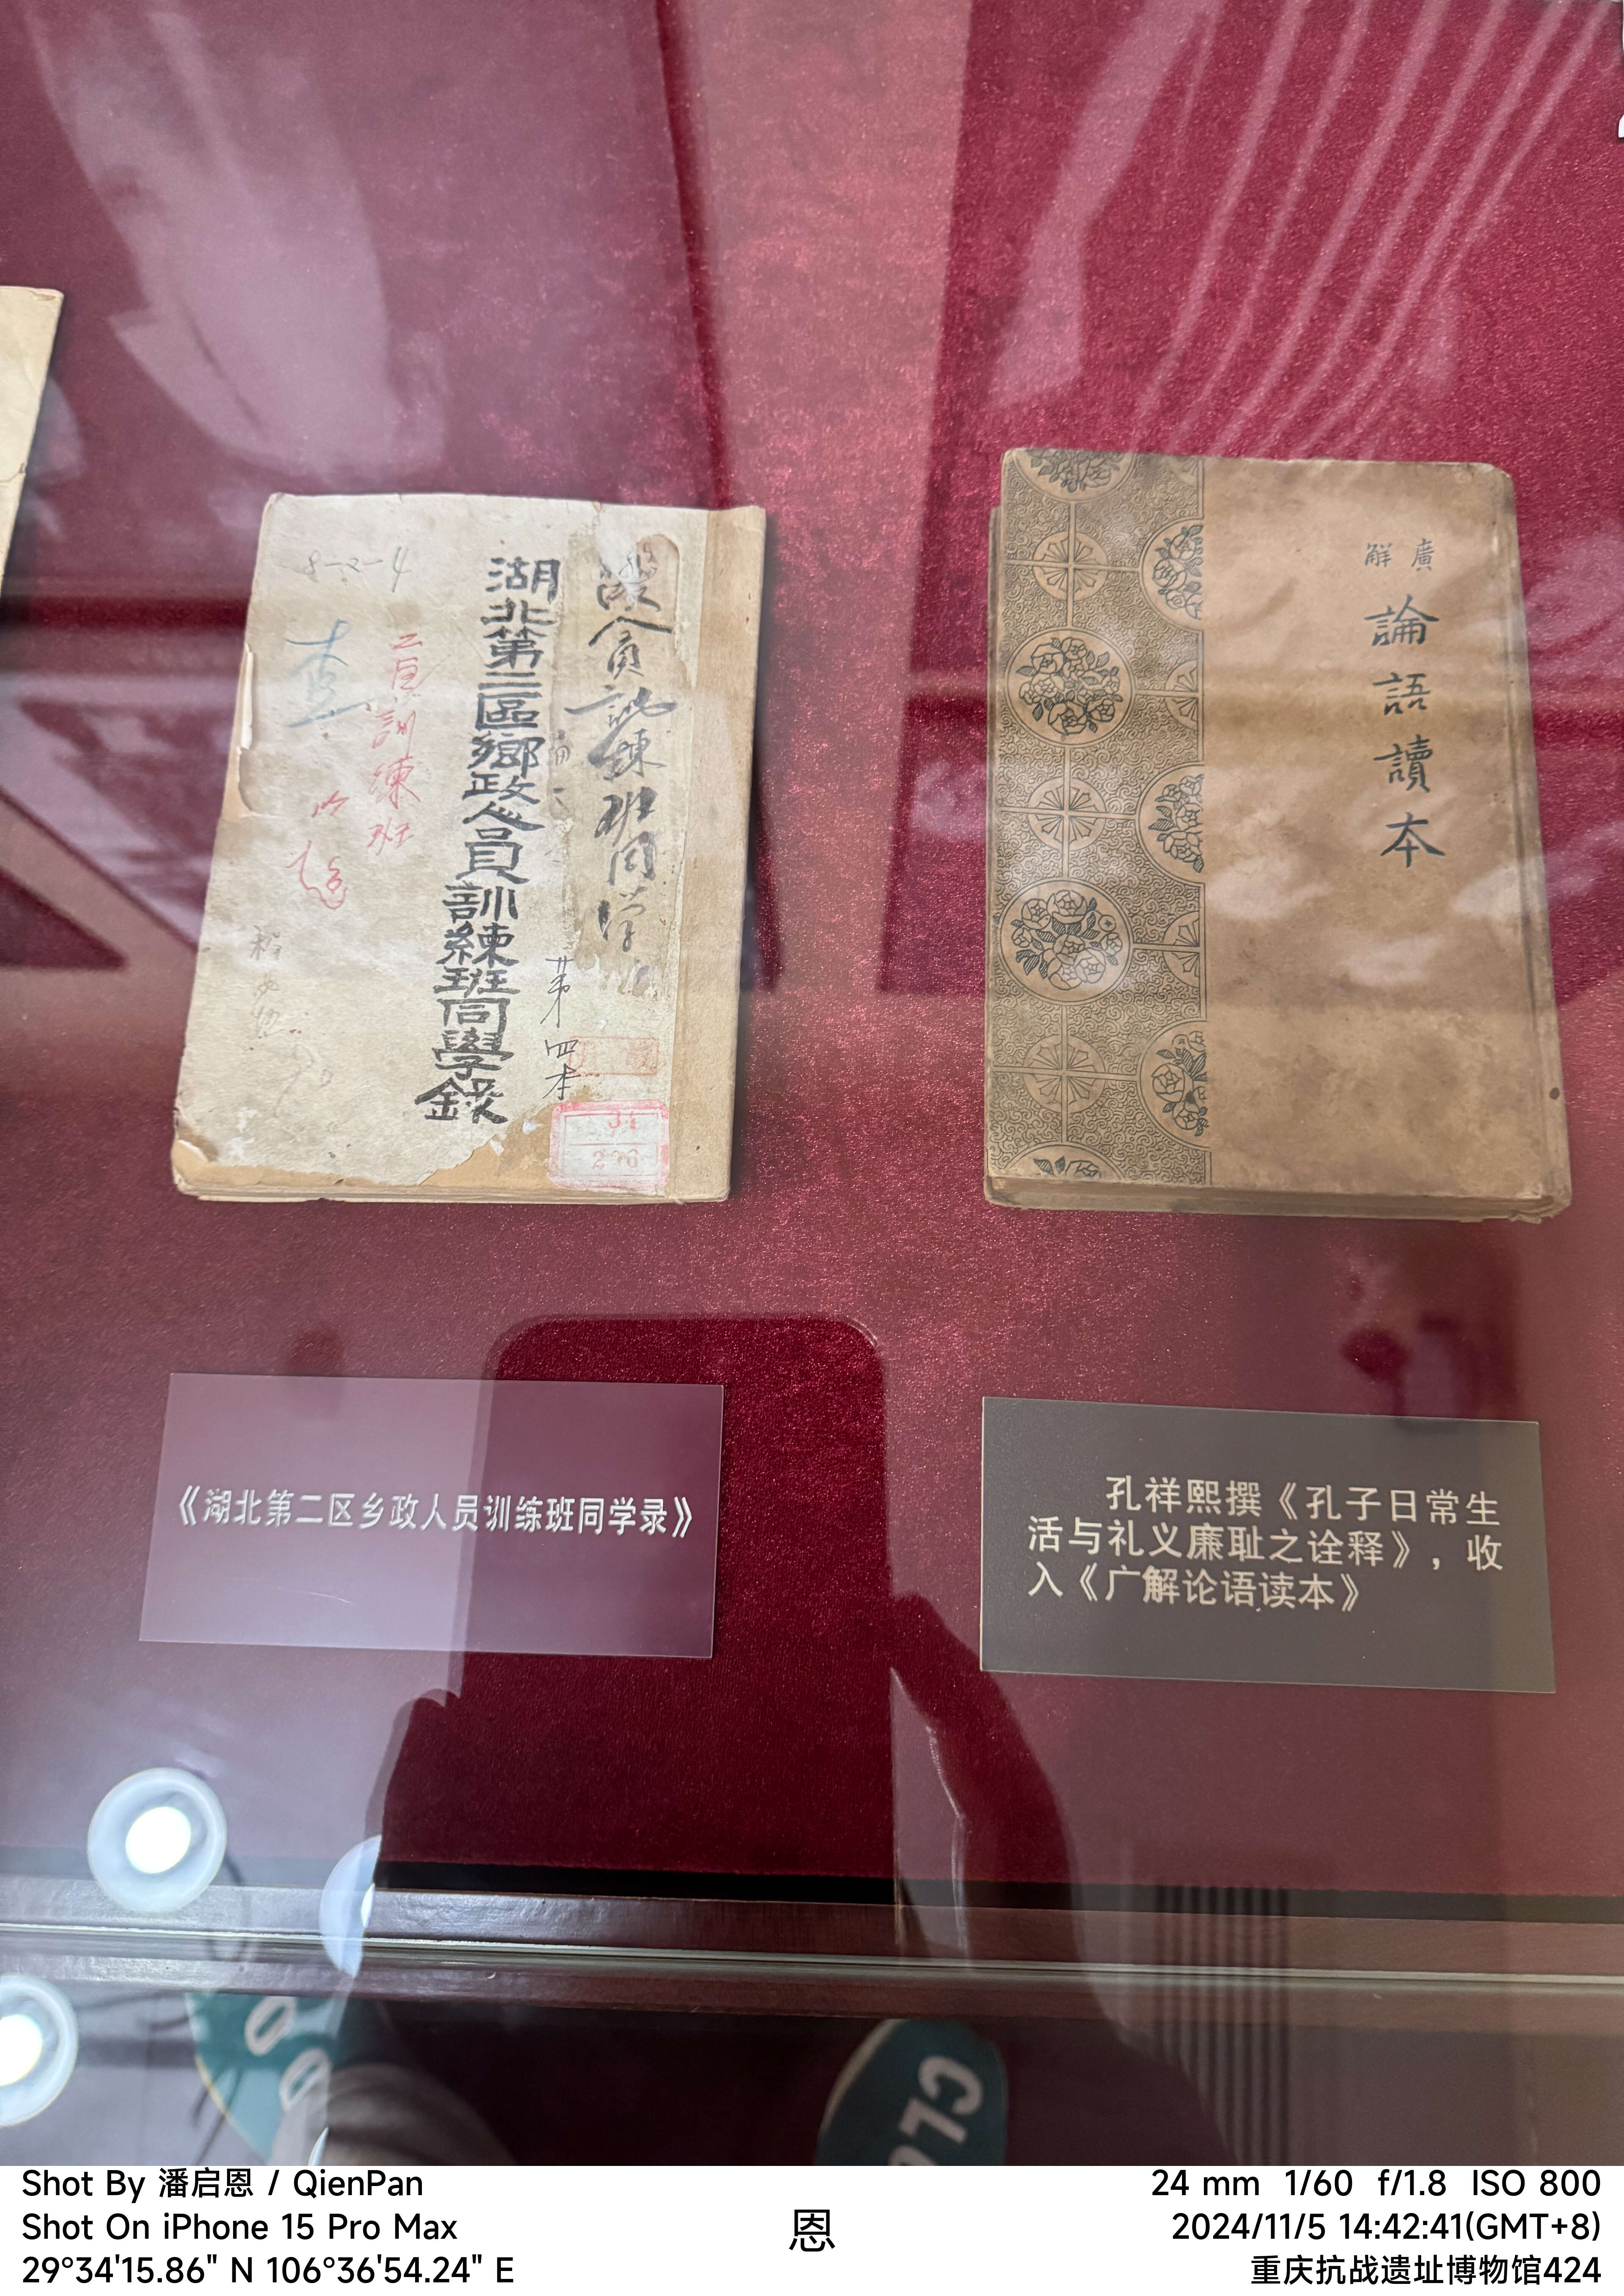 8-2-4
查
二区訓練班
湖北第二區鄉政人員訓練班同學錄
人員訓練班同学
第四本
34
296
廣解
論語讀本
《湖北第二区乡政人员训练班同学录》
孔祥熙撰《孔子日常生
活与礼义廉耻之诠释》，收
入《广解论语读本》
Shot By 潘启恩 / QienPan
Shot On iPhone 15 Pro Max
29°34'15.86" N 106°36'54.24" E
恩
24 mm 1/60 f/1.8 ISO 800
2024/11/5 14:42:41(GMT+8)
重庆抗战遗址博物馆424